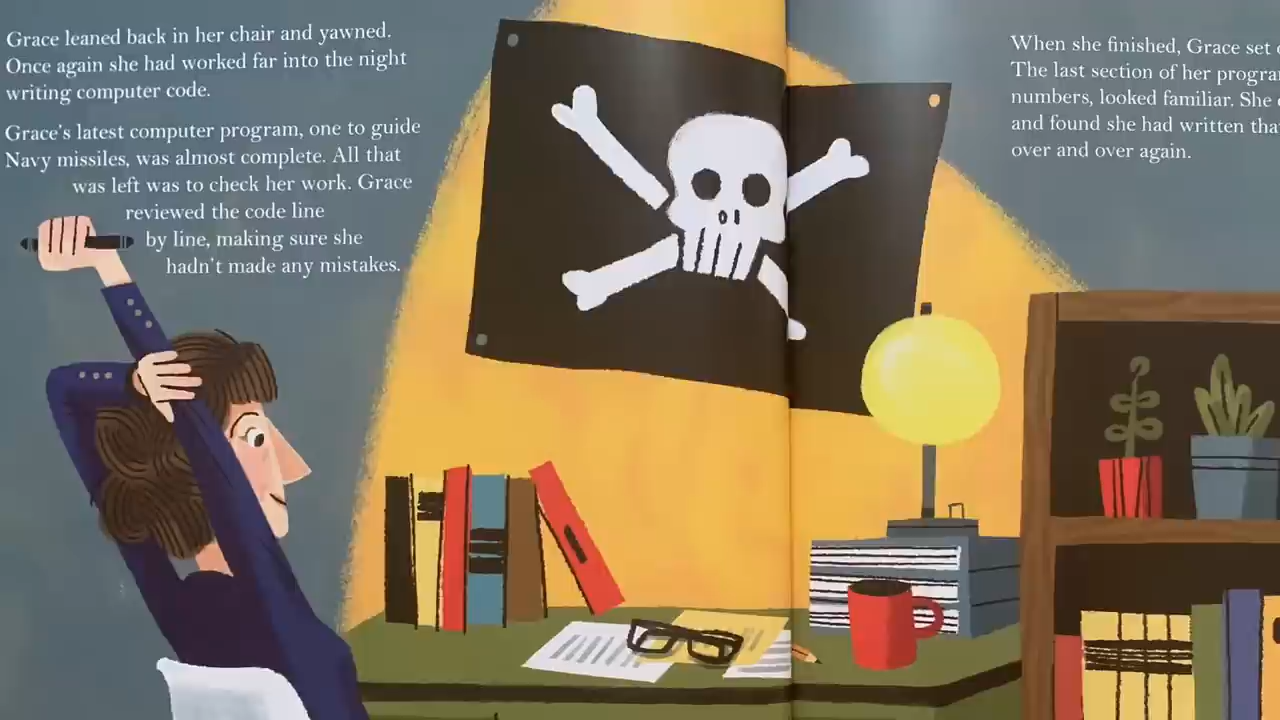 Grace leaned back in her chair and yawned.
Once again she had worked far into the night
writing computer code.
Grace's latest computer program, one to guide
Navy missiles, was almost complete. All that
was left was to check her work. Grace
reviewed the code line
by line, making sure she
hadn't made any mistakes.
When she finished, Grace set
The last section of her
numbers, looked familiar. She
and found she had written
over and over again.